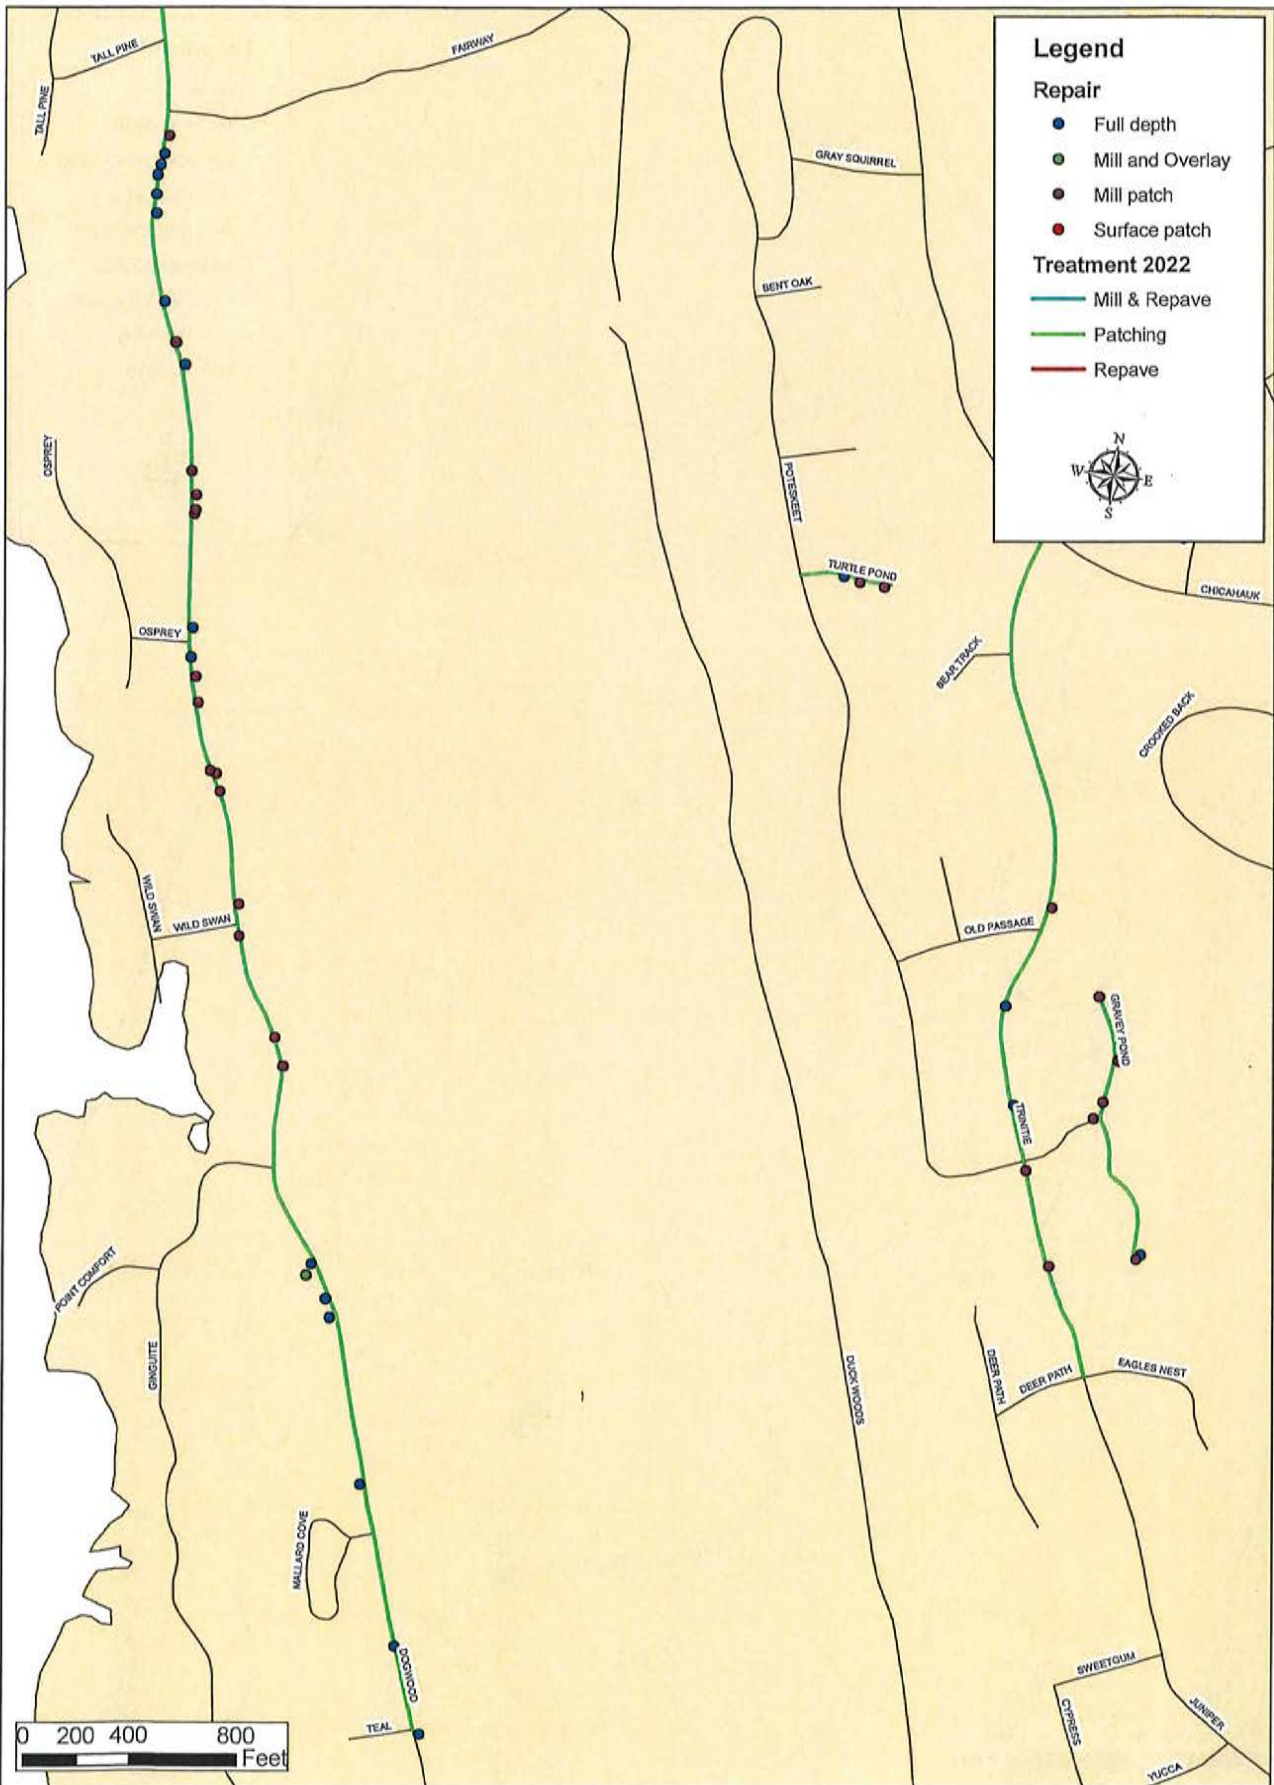 TALL PINE
FAIRWAY
TALL PINE
GRAY SQUIRREL
BENT OAK
OSPREY
POTESKEET
TURTLE POND
CHICAHAUK
OSPREY
BEAR TRACK
CROOKED BACK
WILD SWAN
WILD SWAN
OLD PASSAGE
GRAVEY POND
TRINITIE
POINT COMFORT
GINGUITE
DUCK WOODS
DEER PATH
DEER PATH
EAGLES NEST
MALLARD COVE
DOGWOOD
TEAL
SWEETGUM
CYPRESS
JUNIPER
YUCCA
Legend
Repair
Full depth
Mill and Overlay
Mill patch
Surface patch
Treatment 2022
Mill & Repave
Patching
Repave
N
W E
S
0 200 400 800
Feet